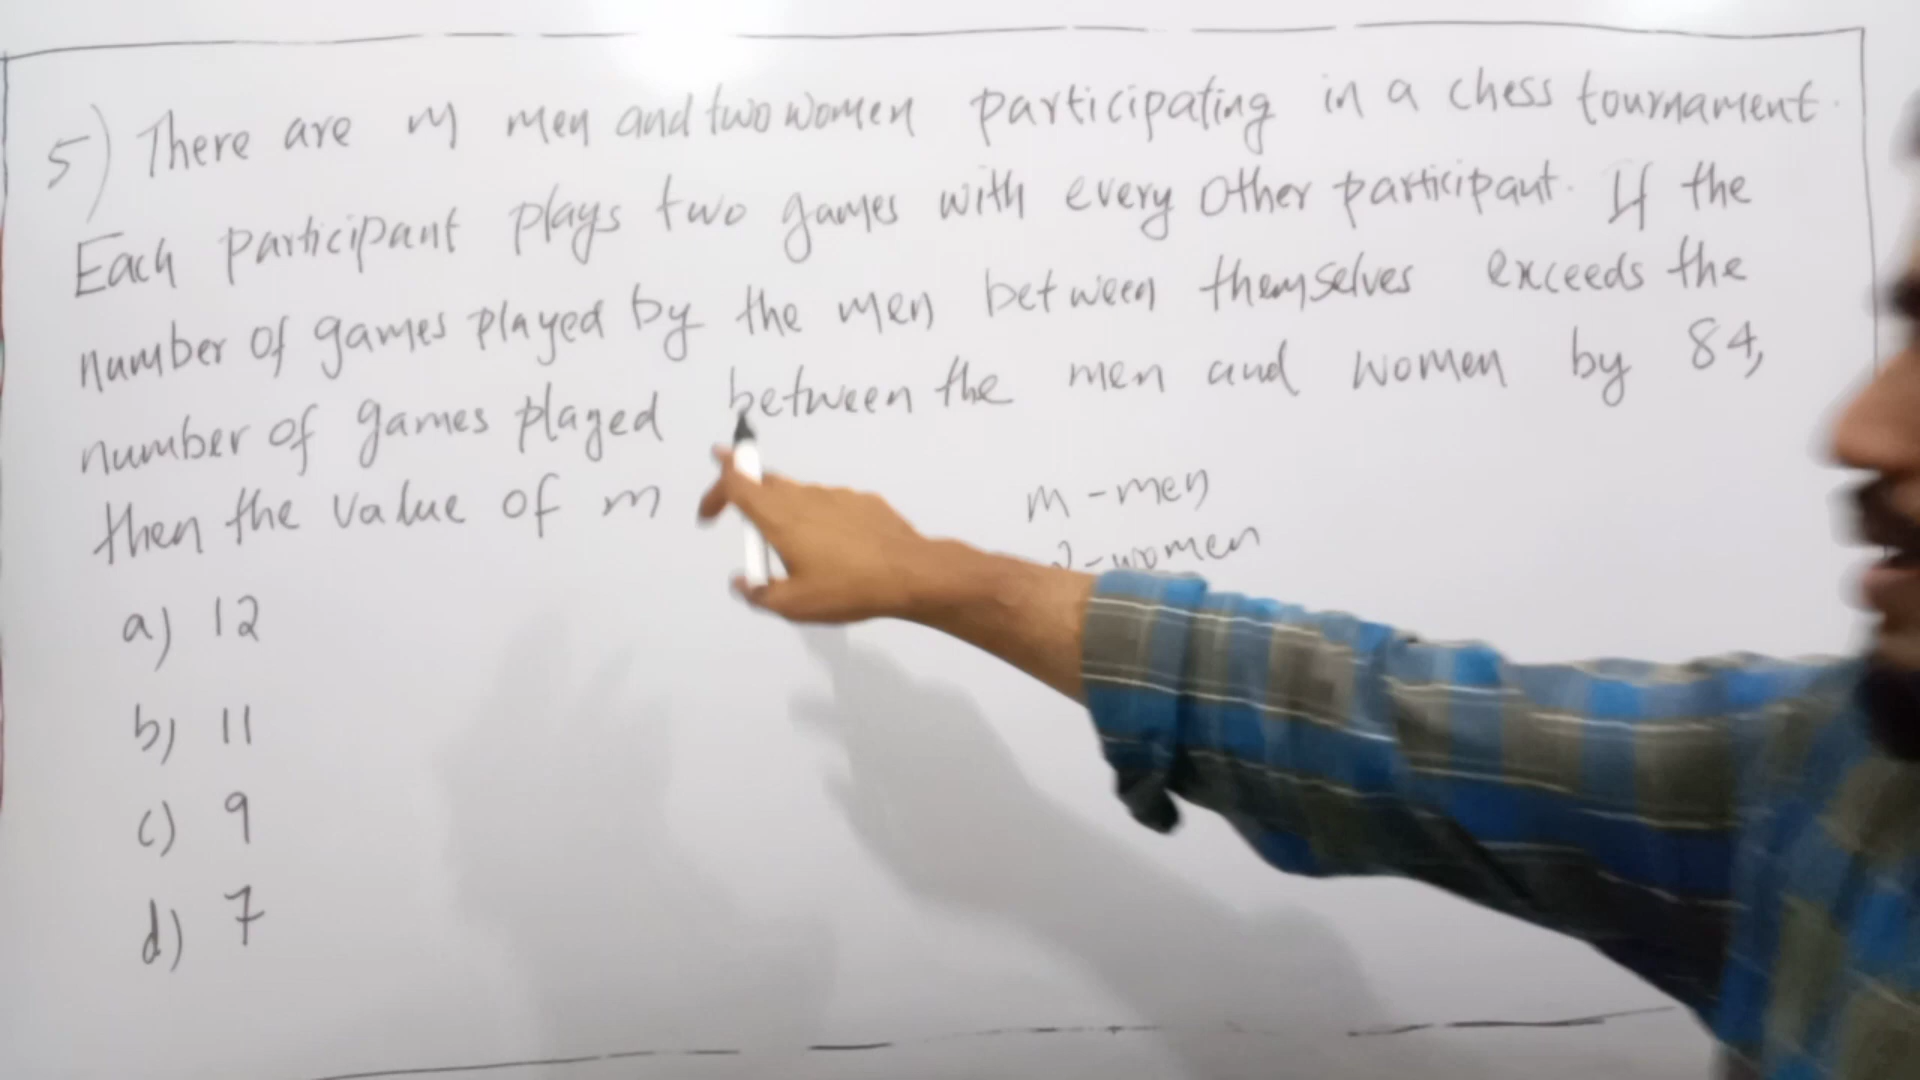 5) There are m men and two women participating in a chess tournament.
Each participant plays two games with every other participant. If the
number of games played by the men between themselves exceeds the
number of games played between the men and women by 84,
then the value of m
m - men
2 - women
a) 12
b) 11
c) 9
d) 7